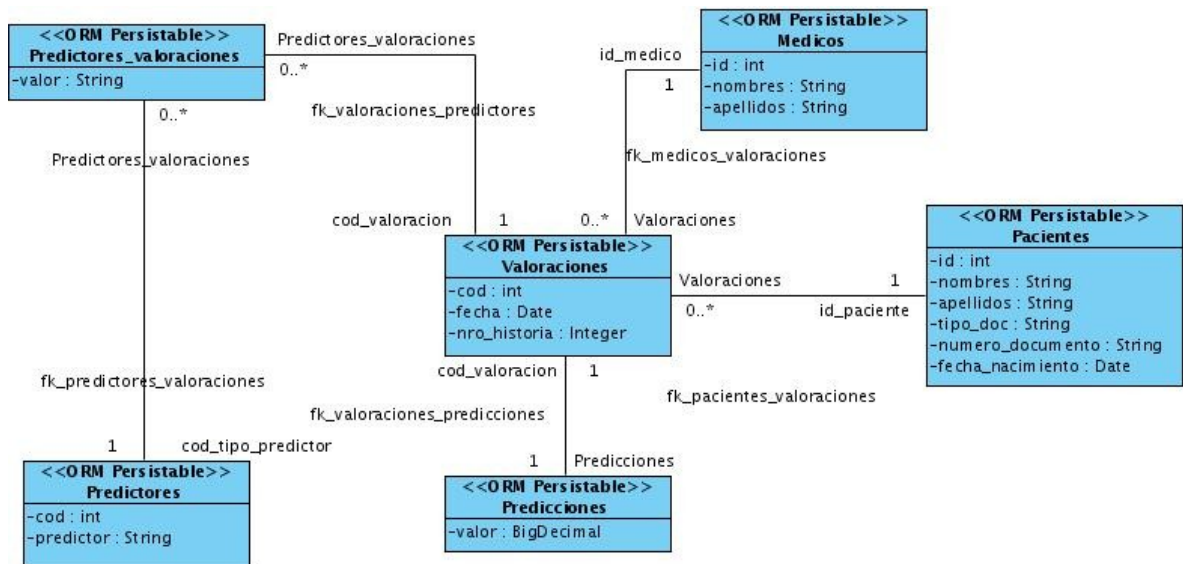 <<ORM Persistable>>
Predictores_valoraciones
-valor : String
Predictores_valoraciones
0..*
fk_valoraciones_predictores
0..*
Predictores_valoraciones
<<ORM Persistable>>
Medicos
-id : int
-nombres : String
-apellidos : String
id_medico
1
fk_medicos_valoraciones
cod_valoracion
1
0..*
Valoraciones
<<ORM Persistable>>
Valoraciones
-cod : int
-fecha : Date
-nro_historia : Integer
Valoraciones
0..*
1
id_paciente
<<ORM Persistable>>
Pacientes
-id : int
-nombres : String
-apellidos : String
-tipo_doc : String
-numero_documento : String
-fecha_nacimiento : Date
fk_pacientes_valoraciones
cod_valoracion
1
fk_valoraciones_predicciones
1
Predicciones
fk_predictores_valoraciones
1
cod_tipo_predictor
<<ORM Persistable>>
Predictores
-cod : int
-predictor : String
<<ORM Persistable>>
Predicciones
-valor : BigDecimal